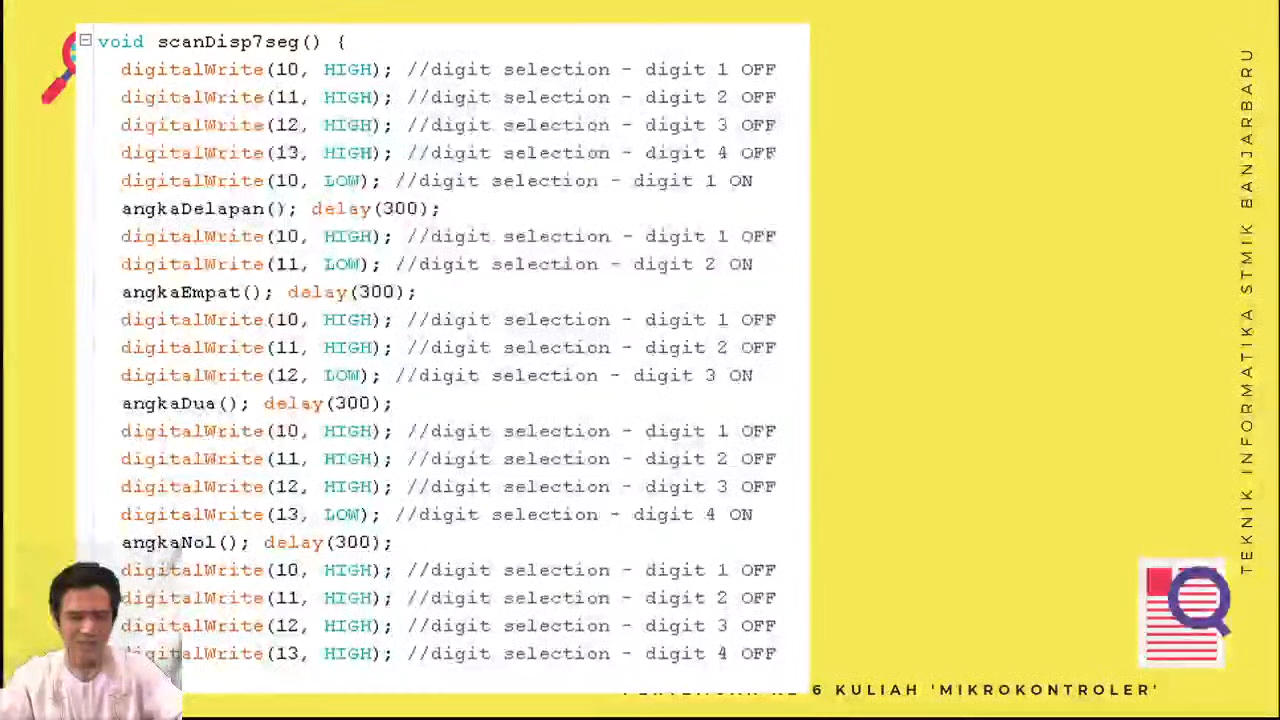 void scanDisp7seg() {
digitalWrite(10, HIGH); //digit selection - digit 1 OFF
digitalWrite(11, HIGH); //digit selection - digit 2 OFF
digitalWrite(12, HIGH); //digit selection - digit 3 OFF
digitalWrite(13, HIGH); //digit selection - digit 4 OFF
digitalWrite(10, LOW); //digit selection - digit 1 ON
angkaDelapan(); delay(300);
digitalWrite(10, HIGH); //digit selection - digit 1 OFF
digitalWrite(11, LOW); //digit selection - digit 2 ON
angkaEmpat(); delay(300);
digitalWrite(10, HIGH); //digit selection - digit 1 OFF
digitalWrite(11, HIGH); //digit selection - digit 2 OFF
digitalWrite(12, LOW); //digit selection - digit 3 ON
angkaDua(); delay(300);
digitalWrite(10, HIGH); //digit selection - digit 1 OFF
digitalWrite(11, HIGH); //digit selection - digit 2 OFF
digitalWrite(12, HIGH); //digit selection - digit 3 OFF
digitalWrite(13, LOW); //digit selection - digit 4 ON
angkaNol(); delay(300);
digitalWrite(10, HIGH); //digit selection - digit 1 OFF
digitalWrite(11, HIGH); //digit selection - digit 2 OFF
digitalWrite(12, HIGH); //digit selection - digit 3 OFF
digitalWrite(13, HIGH); //digit selection - digit 4 OFF
TEKNIK INFORMATIKA STMIK BANJARBARU
6 KULIAH 'MIKROKONTROLER'